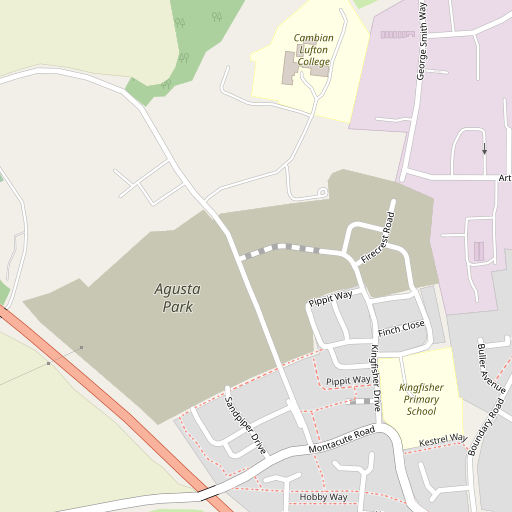 George Smith Way
Cambian
Lufton
College
Art
Firecrest Road
Agusta
Park
Pippit Way
Finch Close
Buller Avenue
Pippit Way
Kingfisher Drive
Kingfisher
Primary
School
Sandpiper Drive
Boundary Road
Montacute Road
Kestrel Way
Hobby Way